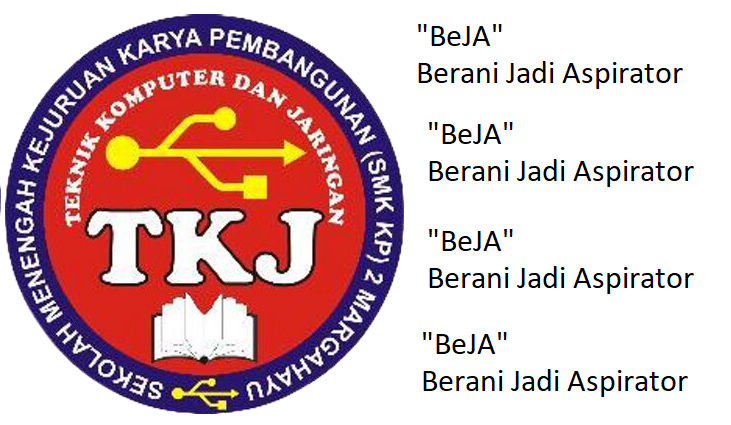 SEKOLAH MENENGAH KEJURUAN KARYA PEMBANGUNAN (SMK KP) 2 MARGAHAYU
TEKNIK KOMPUTER DAN JARINGAN
TKJ
"BeJA"
Berani Jadi Aspirator
"BeJA"
Berani Jadi Aspirator
"BeJA"
Berani Jadi Aspirator
"BeJA"
Berani Jadi Aspirator